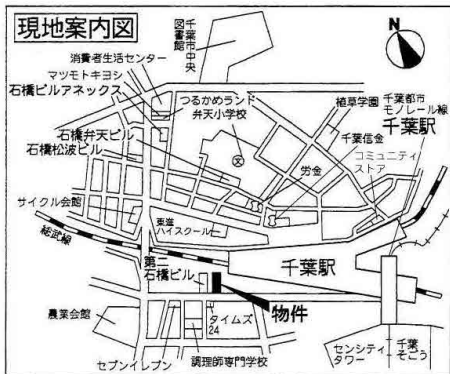 現地案内図
千葉市中央
図書館
N
消費者生活センター
マツモトキヨシ
石橋ビルアネックス
つるかめランド
弁天小学校
植草学園
千葉都市
モノレール線
千葉駅
石橋弁天ビル
石橋松波ビル
文
千葉信金
労金
コミュニティ
ストア
サイクル会館
東進
ハイスクール
総武線
第二
石橋ビル
千葉駅
物件
農業会館
タイムズ
24
セブンイレブン
調理師専門学校
センシティ
タワー
千葉
そごう